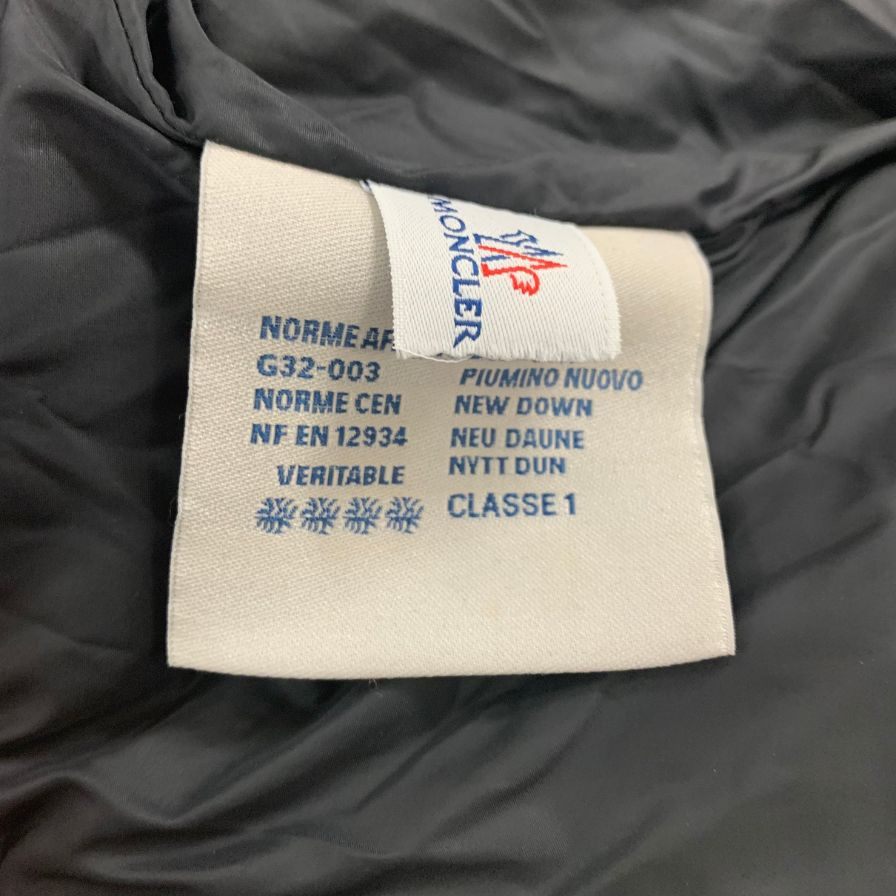 MONCLER
NORME AF
G32-003
NORME CEN
NF EN 12934
VERITABLE
PIUMINO NUOVO
NEW DOWN
NEU DAUNE
NYTT DUN
CLASSE 1